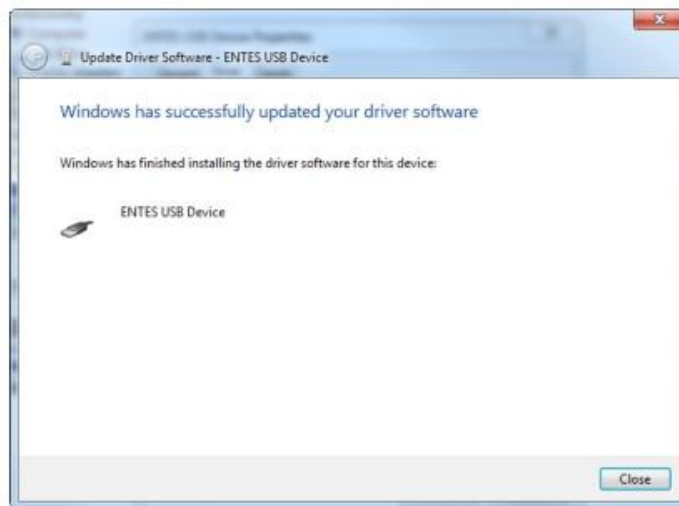 Update Driver Software - ENTES USB Device
Windows has successfully updated your driver software
Windows has finished installing the driver software for this device:
ENTES USB Device
Close